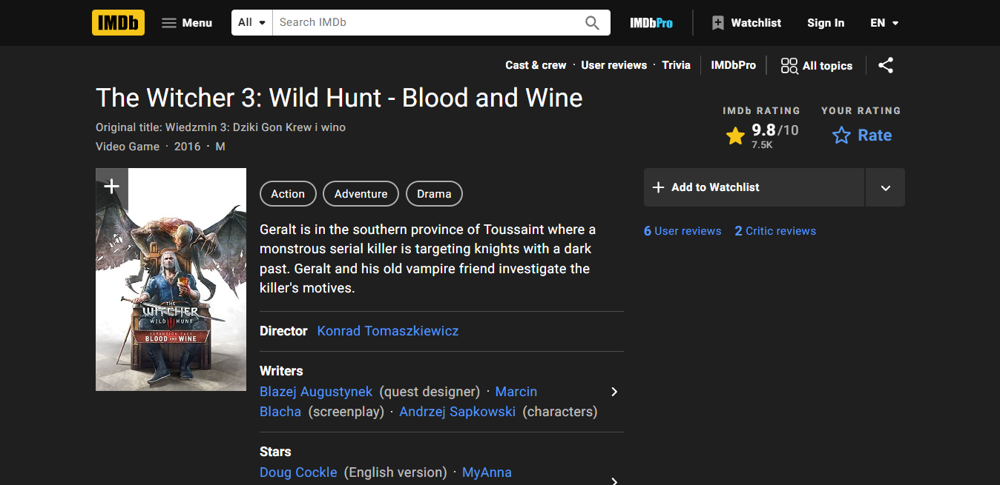 IMDb Menu All Search IMDb IMDbPro Watchlist Sign In EN
Cast & crew · User reviews · Trivia IMDbPro All topics
The Witcher 3: Wild Hunt - Blood and Wine
Original title: Wiedzmin 3: Dziki Gon Krew i wino
Video Game · 2016 · M
IMDb RATING YOUR RATING
9.8/10 Rate
7.5K
THE
WITCHER
WILD HUNT
EXPANSION PACK
BLOOD AND WINE
Action Adventure Drama
Geralt is in the southern province of Toussaint where a
monstrous serial killer is targeting knights with a dark
past. Geralt and his old vampire friend investigate the
killer's motives.
Director Konrad Tomaszkiewicz
Writers
Blazej Augustynek (quest designer) · Marcin
Blacha (screenplay) · Andrzej Sapkowski (characters)
Stars
Doug Cockle (English version) · MyAnna
+ Add to Watchlist
6 User reviews 2 Critic reviews